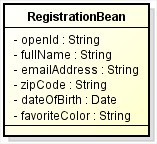 RegistrationBean
- openId : String
- fullName : String
- emailAddress : String
- zipCode : String
- dateOfBirth : Date
- favoriteColor : String